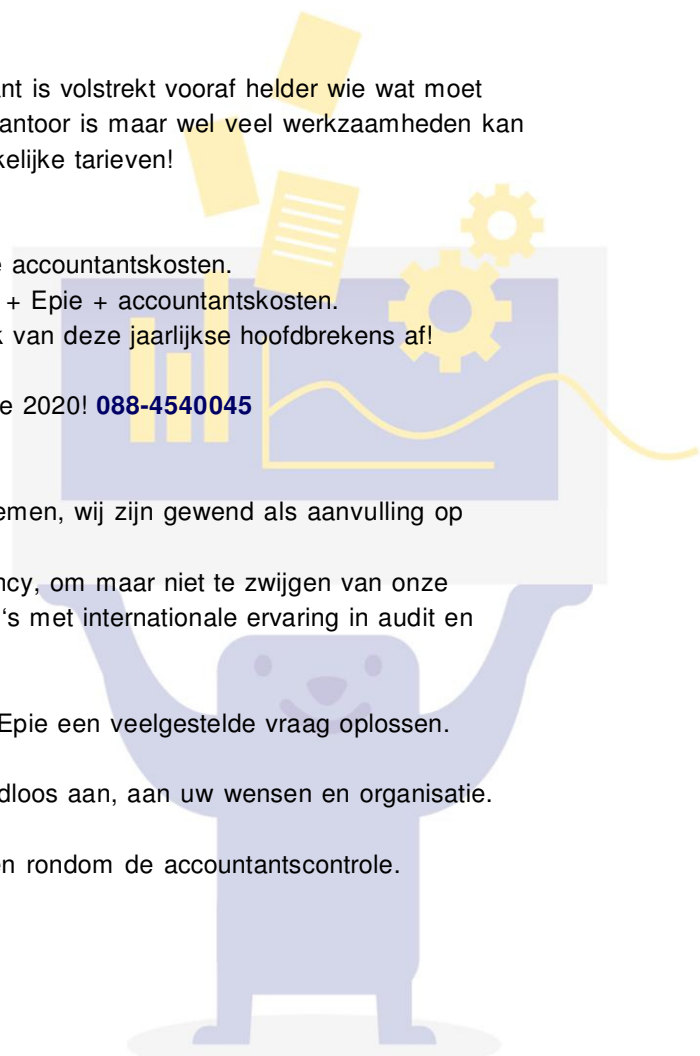 nt is volstrekt vooraf helder wie wat moet
antoor is maar wel veel werkzaamheden kan
kelijke tarieven!
e accountantskosten.
+ Epie + accountantskosten.
k van deze jaarlijkse hoofdbrekens af!
e 2020! 088-4540045
emen, wij zijn gewend als aanvulling op
ncy, om maar niet te zwijgen van onze
‘s met internationale ervaring in audit en
Epie een veelgestelde vraag oplossen.
dloos aan, aan uw wensen en organisatie.
en rondom de accountantscontrole.